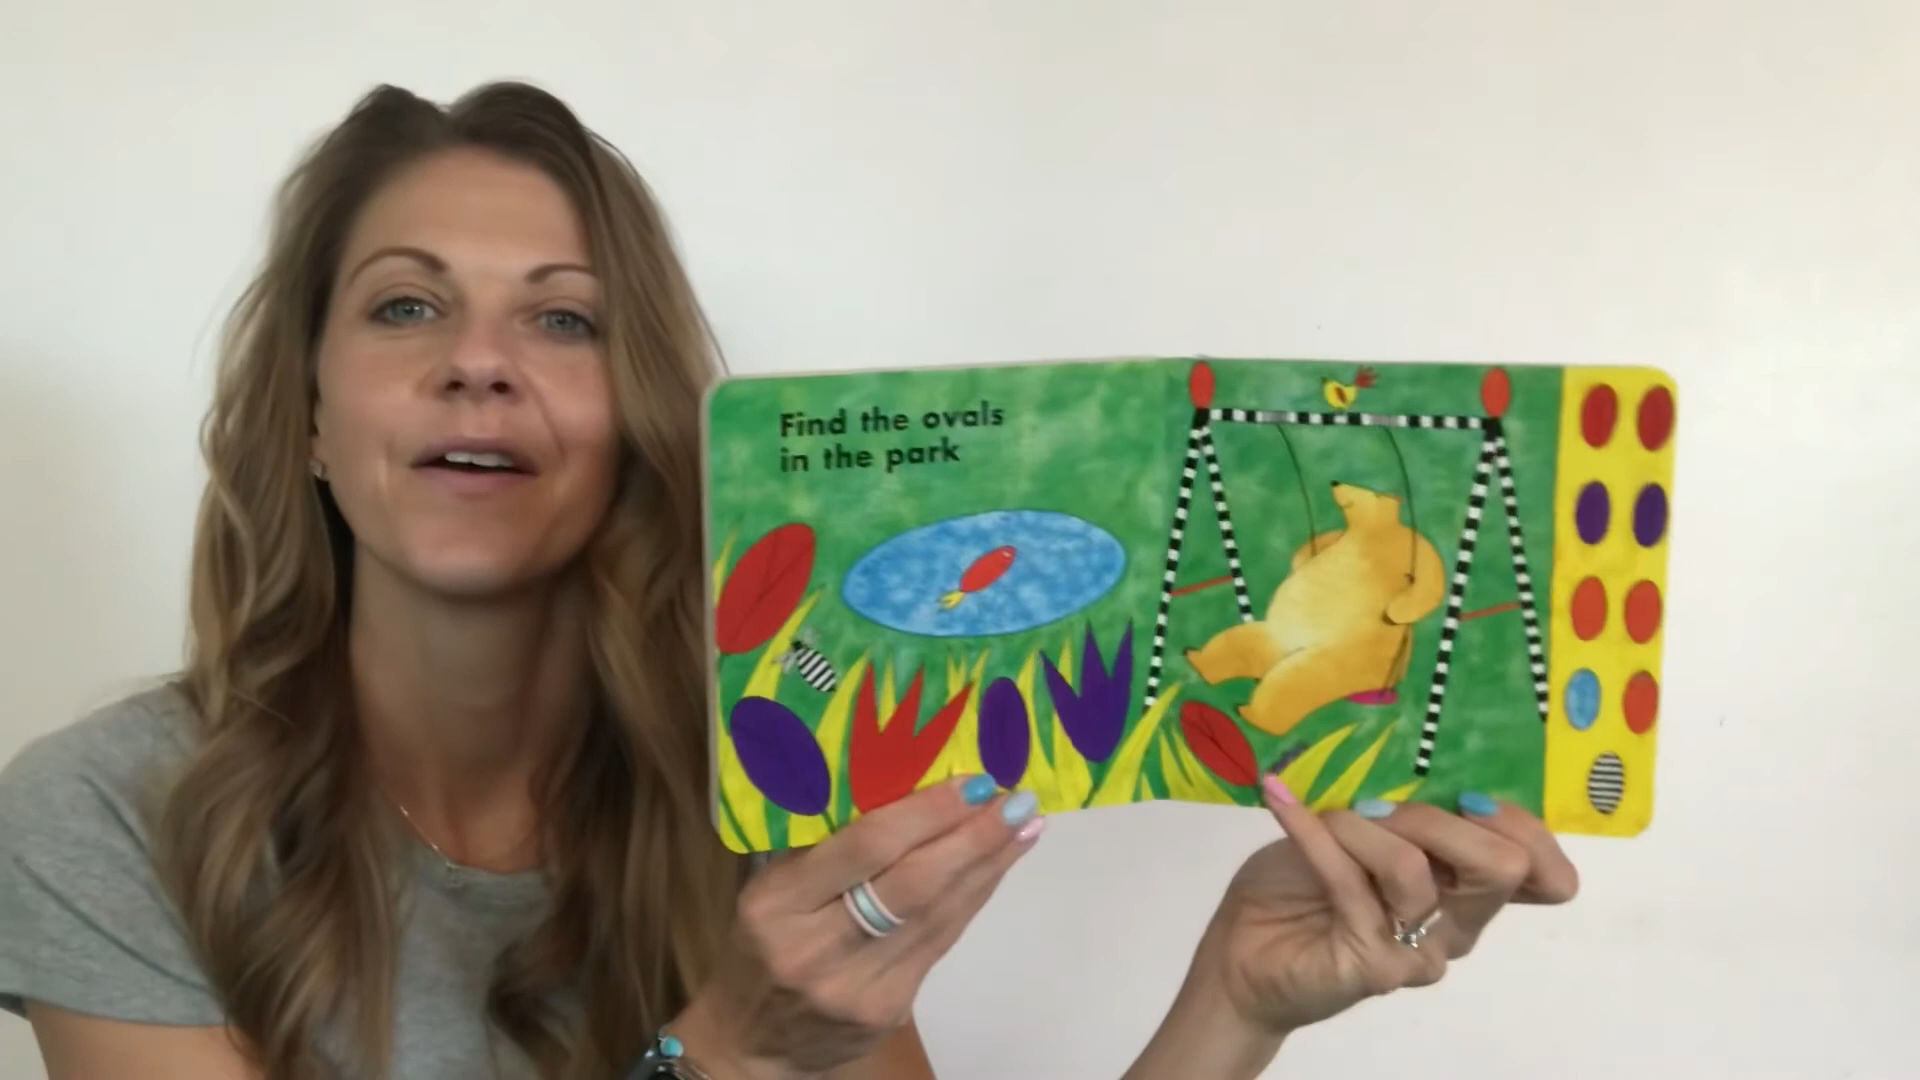 Find the ovals
in the park